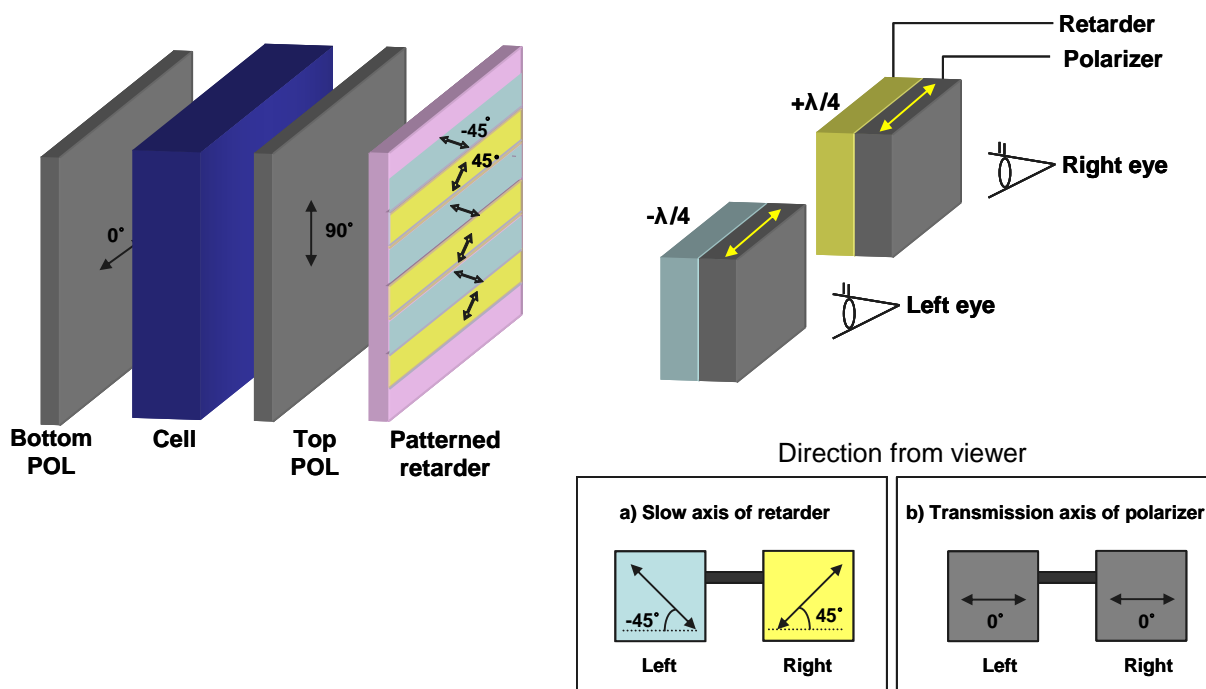 Retarder
Polarizer
+λ/4
-45°
45°
Right eye
-λ/4
0°
90°
Left eye
Bottom
POL
Cell
Top
POL
Patterned
retarder
Direction from viewer
a) Slow axis of retarder
-45°
45°
Left
Right
b) Transmission axis of polarizer
0°
0°
Left
Right